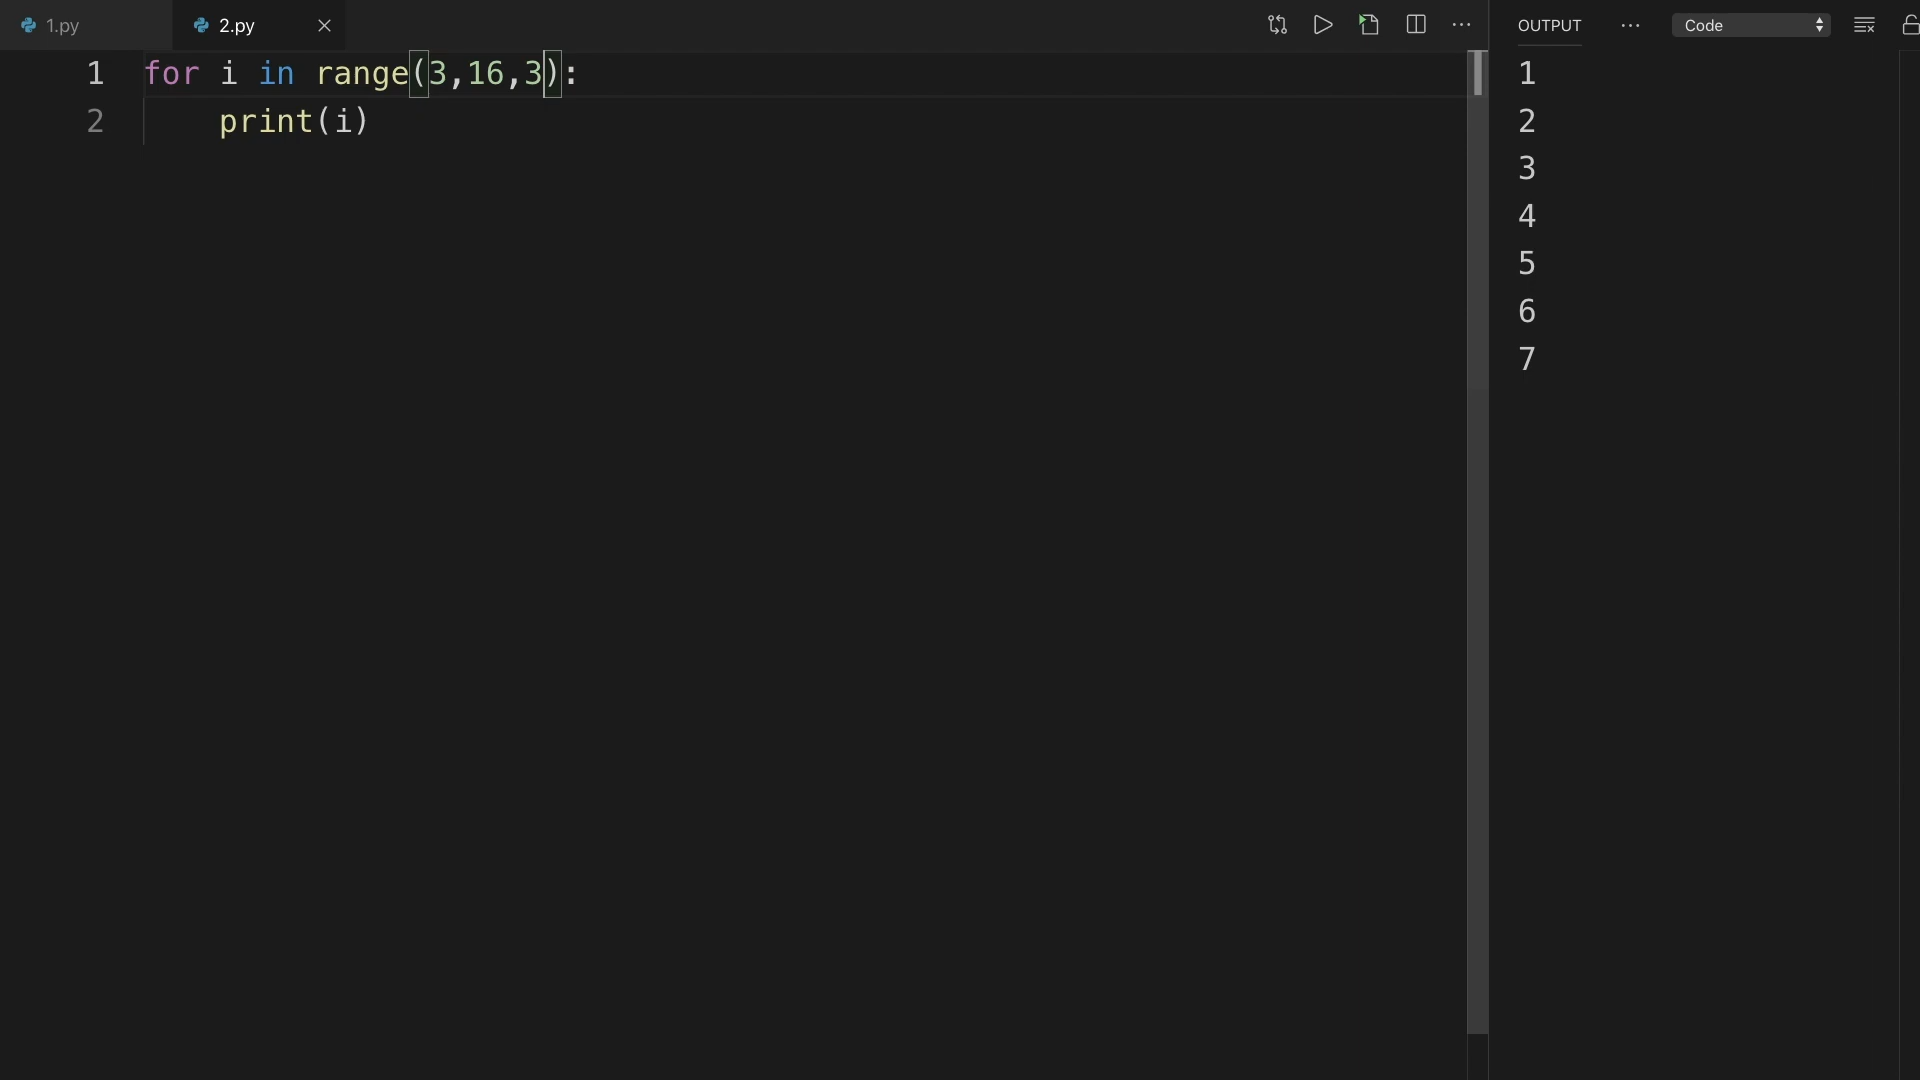 1.py
2.py
OUTPUT
Code
1 for i in range(3,16,3):
2     print(i)
1
2
3
4
5
6
7